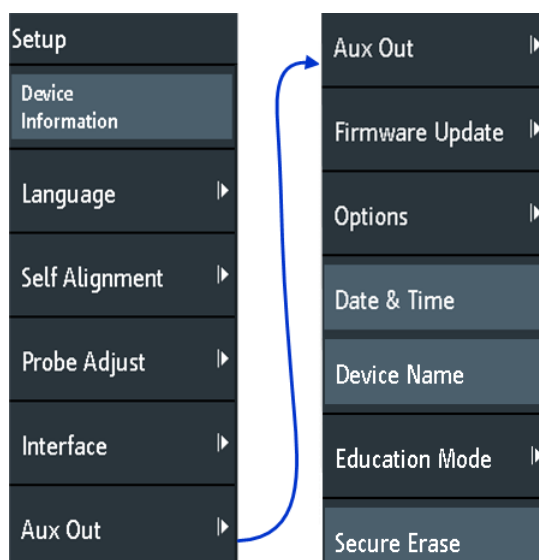 Setup
Device
Information
Language
Self Alignment
Probe Adjust
Interface
Aux Out
Aux Out
Firmware Update
Options
Date & Time
Device Name
Education Mode
Secure Erase